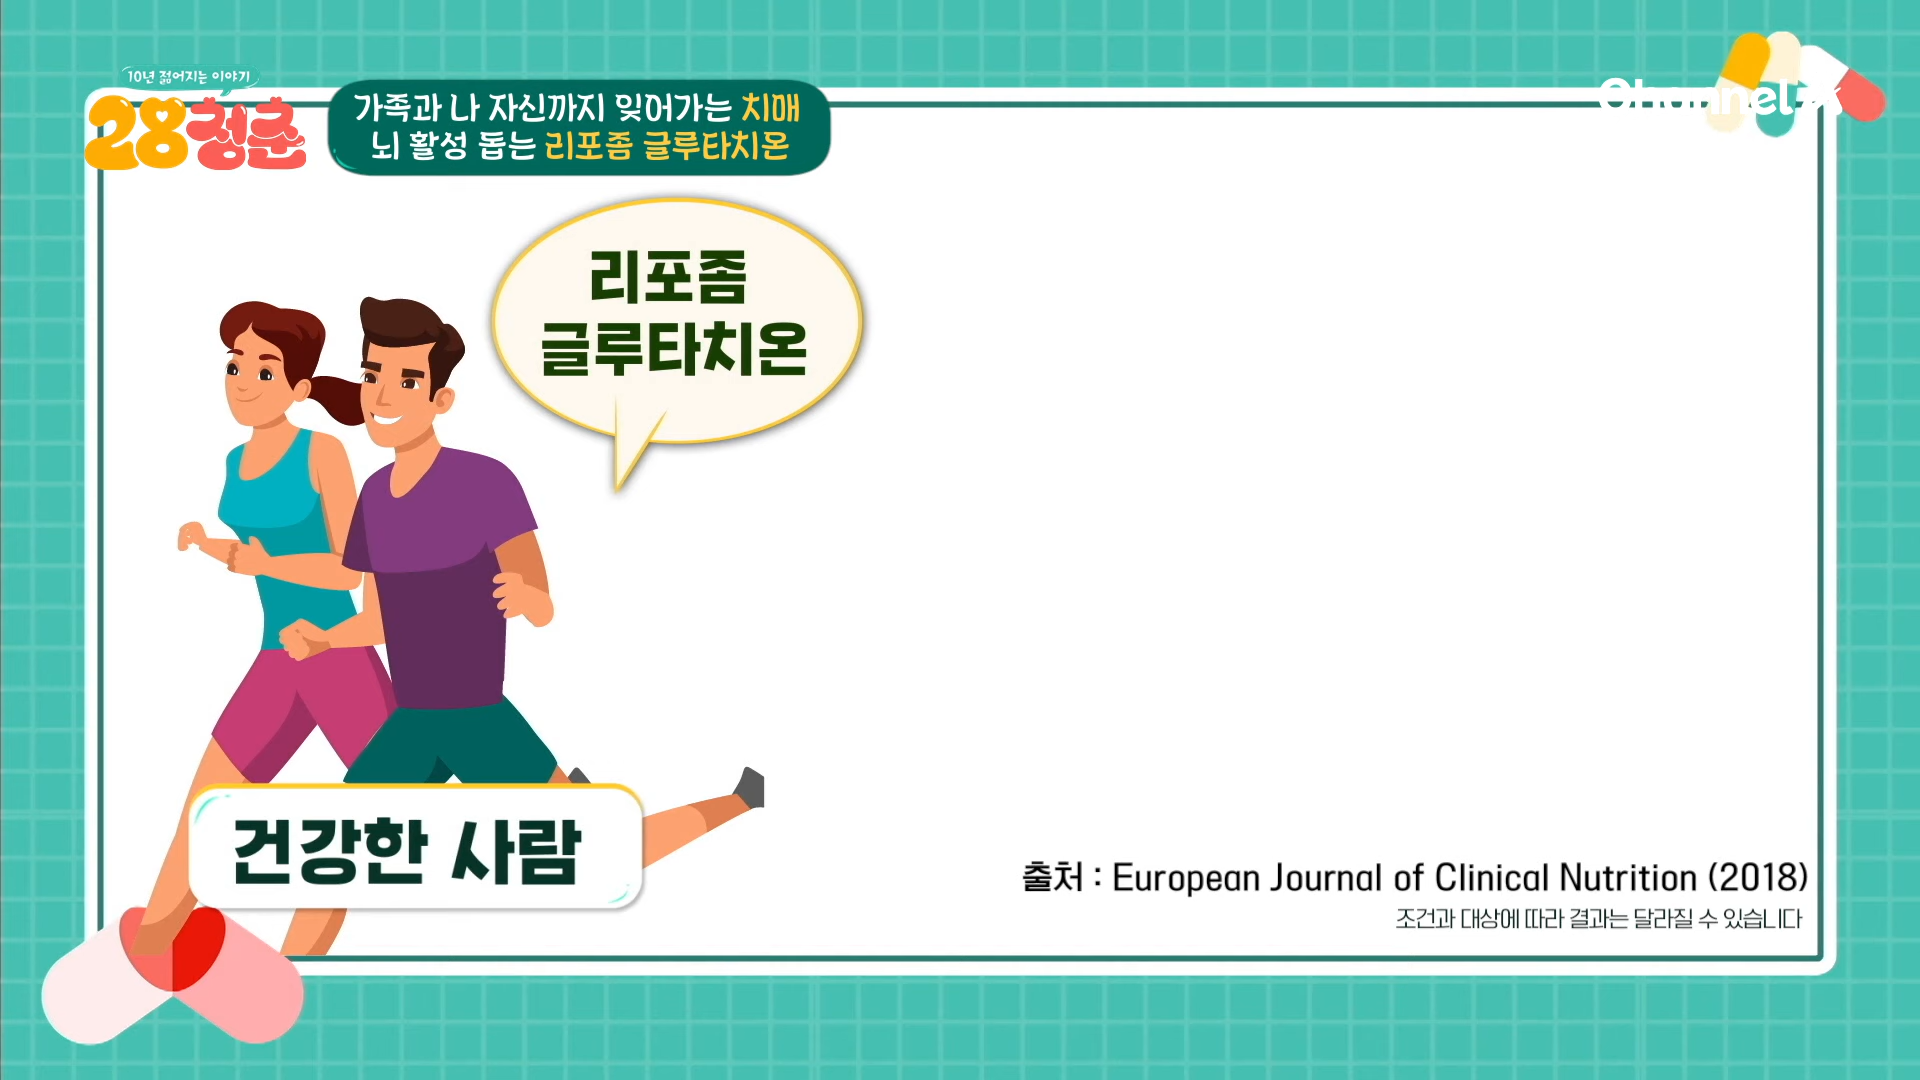 10년 젊어지는 이야기
28청춘
가족과 나 자신까지 잊어가는 치매
뇌 활성 돕는 리포좀 글루타치온
Channel A
리포좀
글루타치온
건강한 사람
출처 : European Journal of Clinical Nutrition (2018)
조건과 대상에 따라 결과는 달라질 수 있습니다